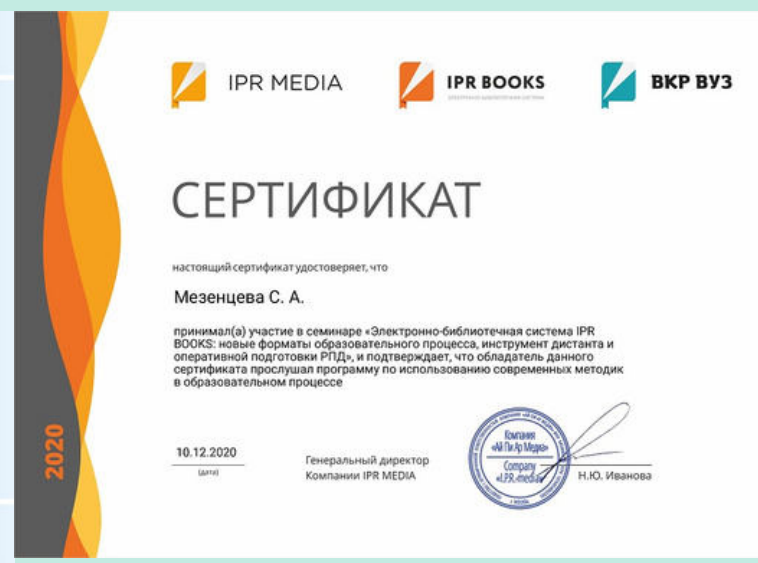 IPR MEDIA
IPR BOOKS
ЭЛЕКТРОННО-БИБЛИОТЕЧНАЯ СИСТЕМА
ВКР ВУЗ
СЕРТИФИКАТ
настоящий сертификат удостоверяет, что
Мезенцева С. А.
принимал(а) участие в семинаре «Электронно-библиотечная система IPR
BOOKS: новые форматы образовательного процесса, инструмент дистанта и
оперативной подготовки РПД», и подтверждает, что обладатель данного
сертификата прослушал программу по использованию современных методик
в образовательном процессе
2020
10.12.2020
(дата)
Генеральный директор
Компании IPR MEDIA
Компания
«Ай Пи Ар Медиа»
Company
«I.P.R.-media»
Н.Ю. Иванова